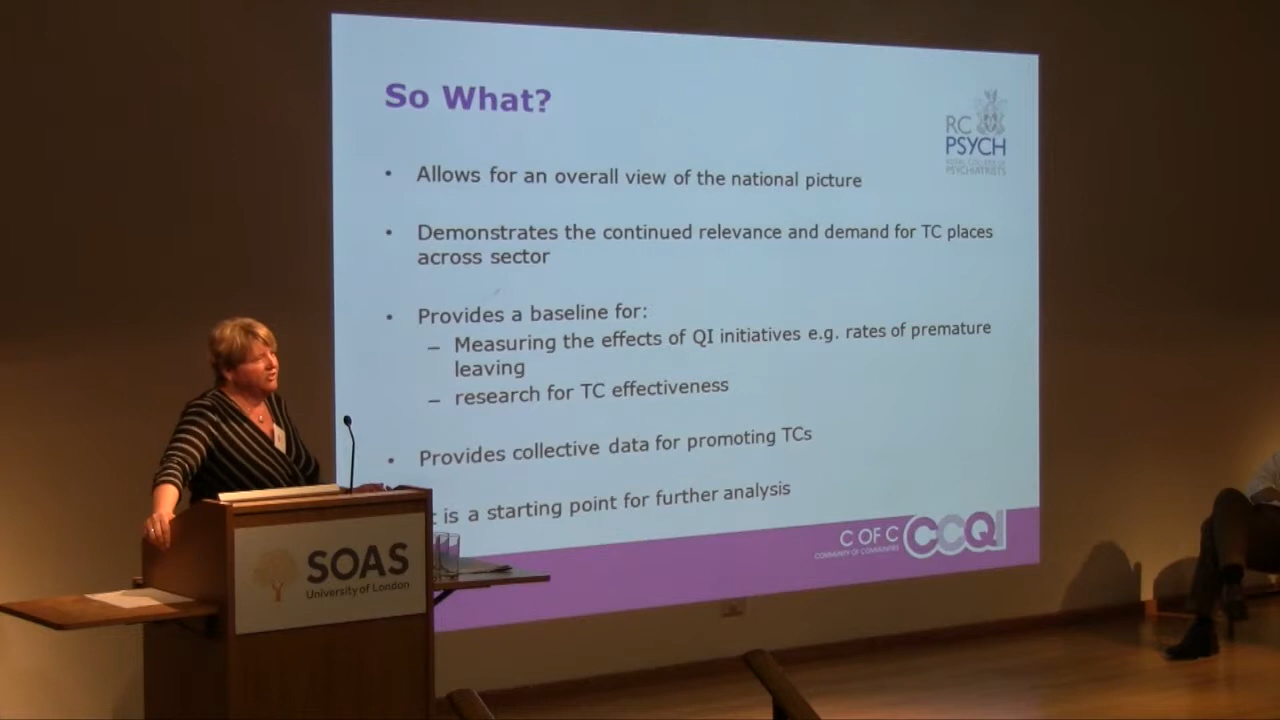 So What?
RC
PSYCH
ROYAL COLLEGE OF
PSYCHIATRISTS
• Allows for an overall view of the national picture
• Demonstrates the continued relevance and demand for TC places
across sector
• Provides a baseline for:
– Measuring the effects of QI initiatives e.g. rates of premature
leaving
– research for TC effectiveness
• Provides collective data for promoting TCs
t is a starting point for further analysis
C OF C
COMMUNITY OF COMMUNITIES
CCQI
SOAS
University of London